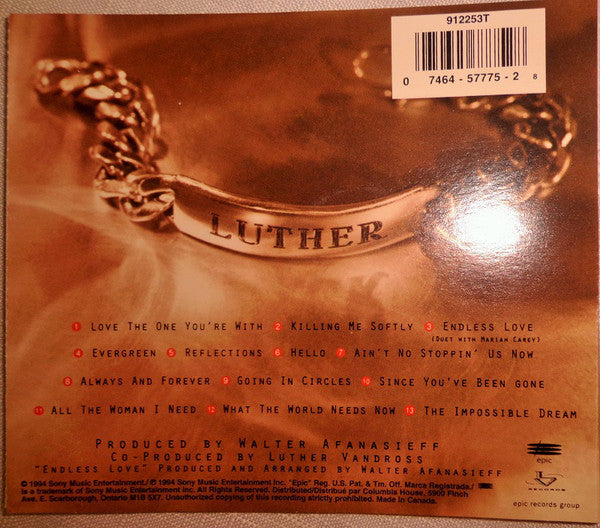 912253T
0 7464-57775-2 8
LUTHER
1 LOVE THE ONE YOU'RE WITH 2 KILLING ME SOFTLY 3 ENDLESS LOVE
(DUET WITH MARIAH CAREY)
4 EVERGREEN 5 REFLECTIONS 6 HELLO 7 AIN'T NO STOPPIN' US NOW
8 ALWAYS AND FOREVER 9 GOING IN CIRCLES 10 SINCE YOU'VE BEEN GONE
11 ALL THE WOMAN I NEED 12 WHAT THE WORLD NEEDS NOW 13 THE IMPOSSIBLE DREAM
PRODUCED BY WALTER AFANASIEFF
CO-PRODUCED BY LUTHER VANDROSS
"ENDLESS LOVE" PRODUCED AND ARRANGED BY WALTER AFANASIEFF
© 1994 Sony Music Entertainment./ ℗ 1994 Sony Music Entertainment Inc. "Epic" Reg. U.S. Pat. & Tm. Off. Marca Registrada./
is a trademark of Sony Music Entertainment Inc. All Rights Reserved. Distributed/Distribué par Columbia House, 5900 Finch
Ave. E. Scarborough, Ontario M1B 5X7. Unauthorized copying of this recording strictly prohibited. Made In Canada.
epic
LV
RECORDS
epic records group